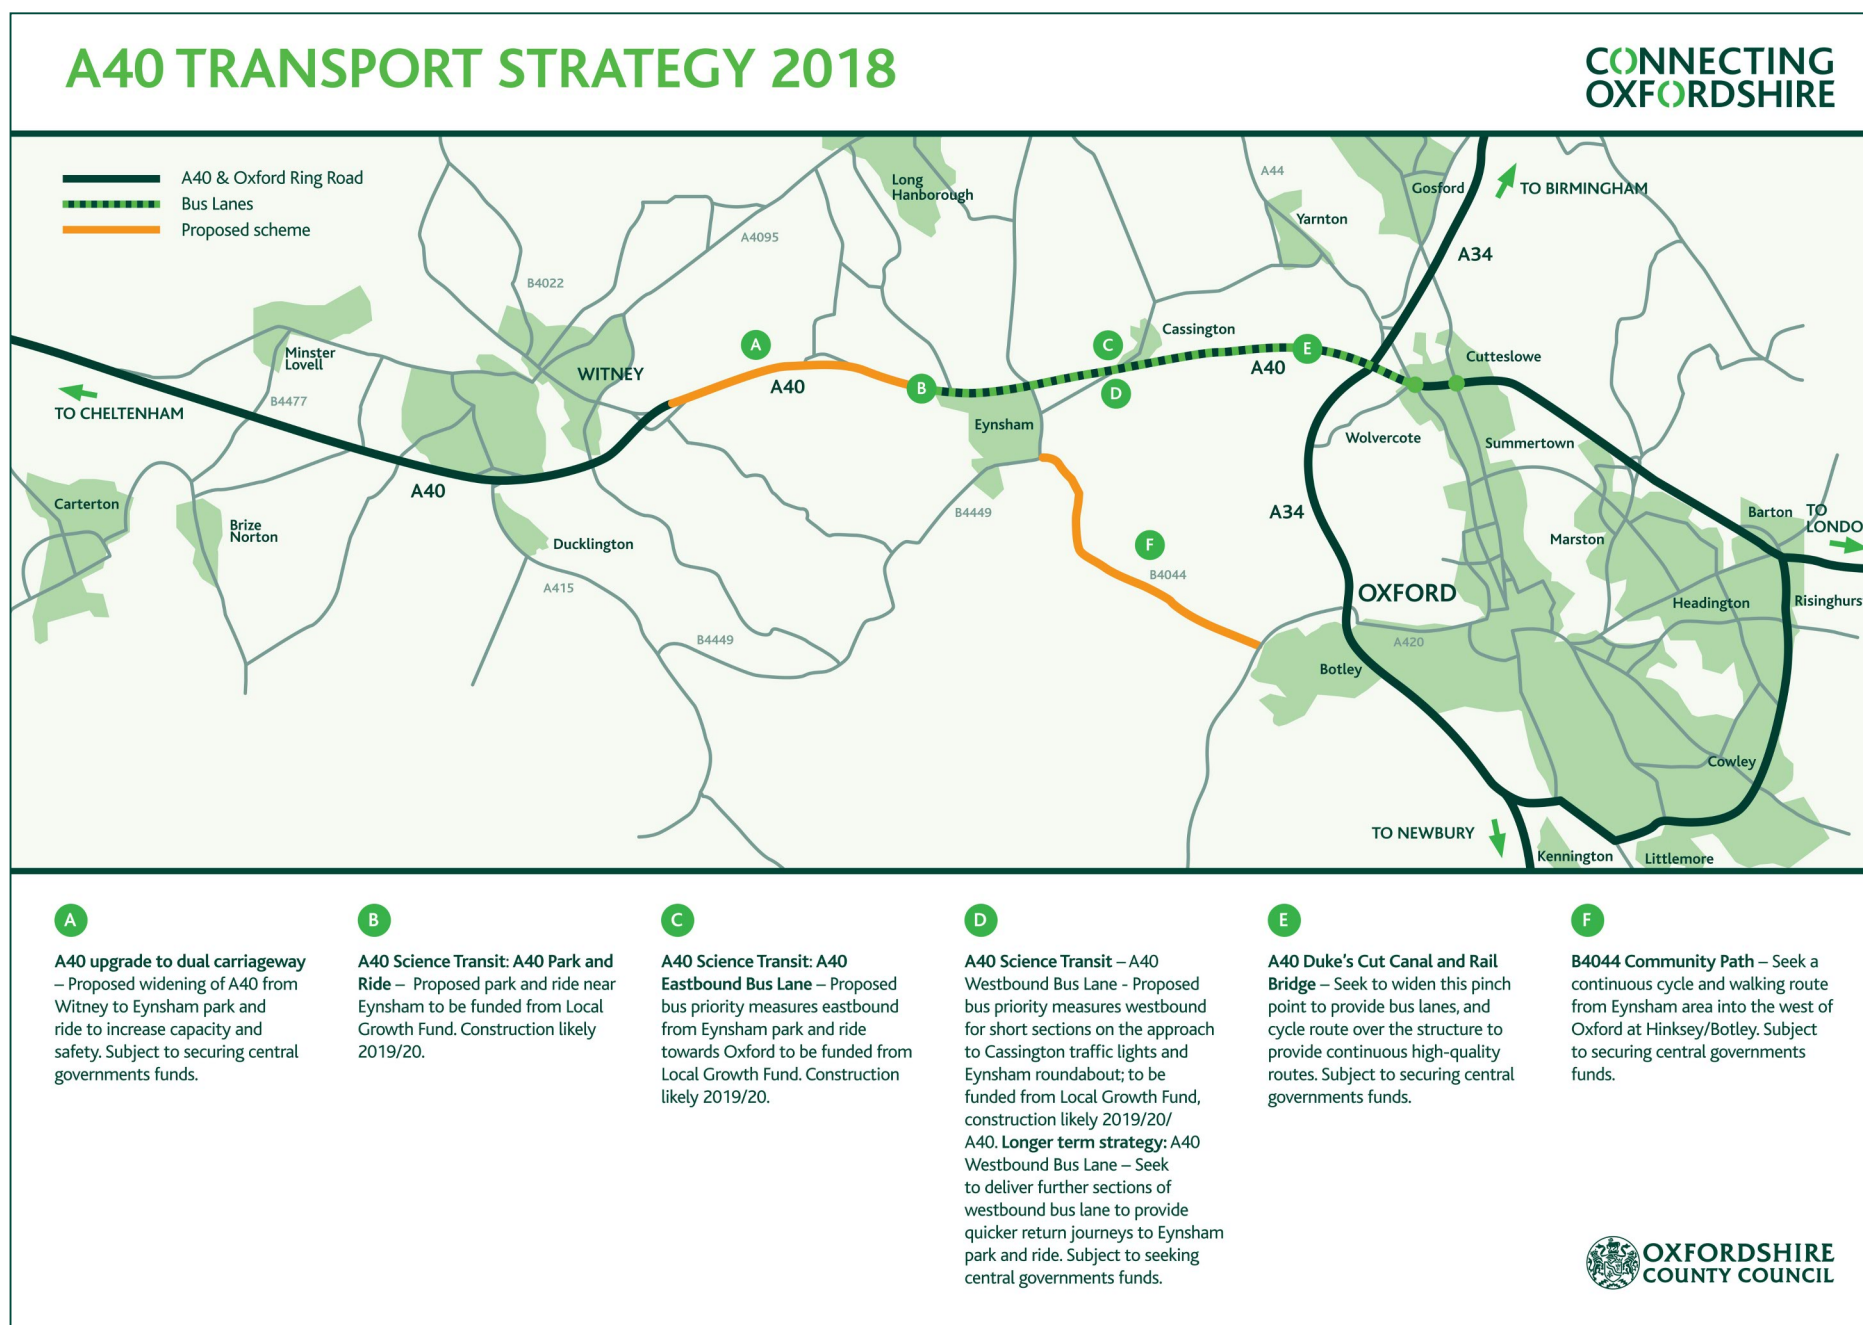 A40 TRANSPORT STRATEGY 2018
CONNECTING
OXFORDSHIRE
A40 & Oxford Ring Road
Bus Lanes
Proposed scheme
Long
Hanborough
A44
Gosford
TO BIRMINGHAM
Yarnton
A4095
A34
B4022
Cassington
Minster
Lovell
A
C
E
Cutteslowe
WITNEY
A40
A40
B
D
B4477
TO CHELTENHAM
Eynsham
Wolvercote
Summertown
A40
Carterton
Brize
Norton
B4449
A34
Barton
TO
LONDO
Ducklington
F
Marston
A415
B4044
OXFORD
Headington
Risinghurs
B4449
A420
Botley
Cowley
TO NEWBURY
Kennington
Littlemore
A
A40 upgrade to dual carriageway
– Proposed widening of A40 from
Witney to Eynsham park and
ride to increase capacity and
safety. Subject to securing central
governments funds.
B
A40 Science Transit: A40 Park and
Ride – Proposed park and ride near
Eynsham to be funded from Local
Growth Fund. Construction likely
2019/20.
C
A40 Science Transit: A40
Eastbound Bus Lane – Proposed
bus priority measures eastbound
from Eynsham park and ride
towards Oxford to be funded from
Local Growth Fund. Construction
likely 2019/20.
D
A40 Science Transit – A40
Westbound Bus Lane - Proposed
bus priority measures westbound
for short sections on the approach
to Cassington traffic lights and
Eynsham roundabout; to be
funded from Local Growth Fund,
construction likely 2019/20/
A40. Longer term strategy: A40
Westbound Bus Lane – Seek
to deliver further sections of
westbound bus lane to provide
quicker return journeys to Eynsham
park and ride. Subject to seeking
central governments funds.
E
A40 Duke’s Cut Canal and Rail
Bridge – Seek to widen this pinch
point to provide bus lanes, and
cycle route over the structure to
provide continuous high-quality
routes. Subject to securing central
governments funds.
F
B4044 Community Path – Seek a
continuous cycle and walking route
from Eynsham area into the west of
Oxford at Hinksey/Botley. Subject
to securing central governments
funds.
OXFORDSHIRE
COUNTY COUNCIL